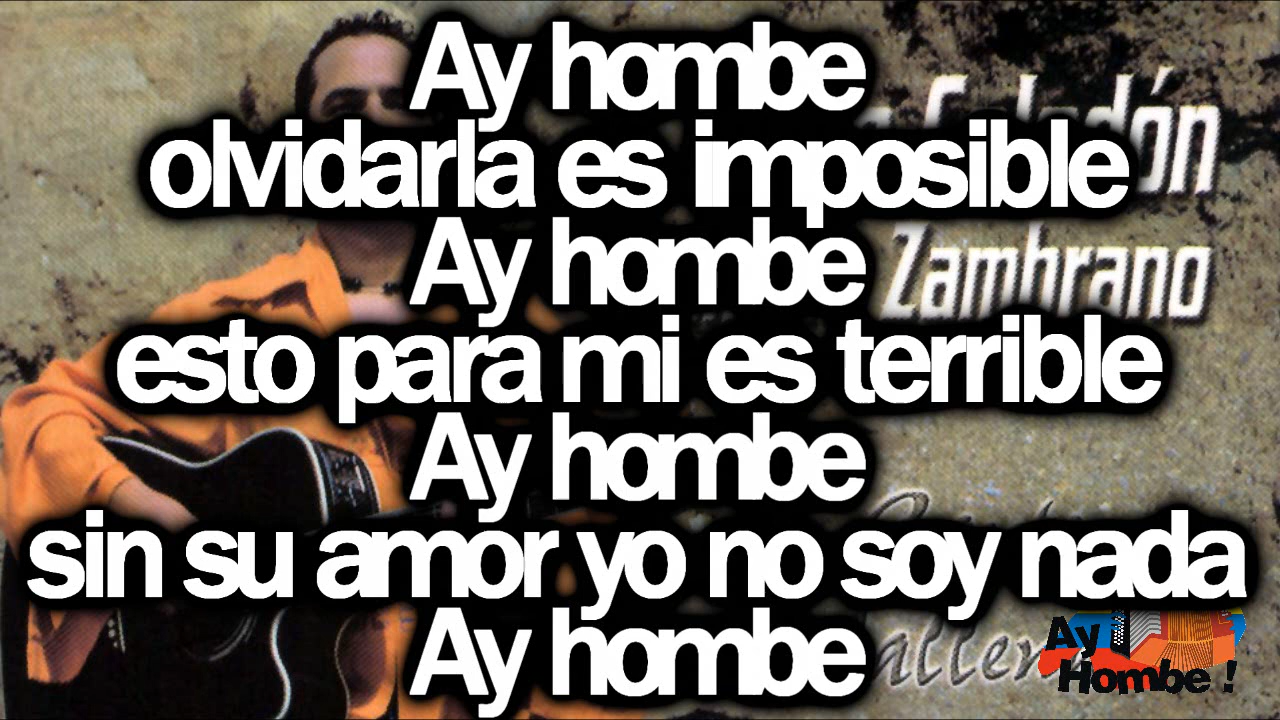 Ay hombe
olvidarla es imposible
Ay hombe
Zambrano
esto para mi es terrible
Ay hombe
sin su amor yo no soy nada
Ay hombe
Ay
Hombe !